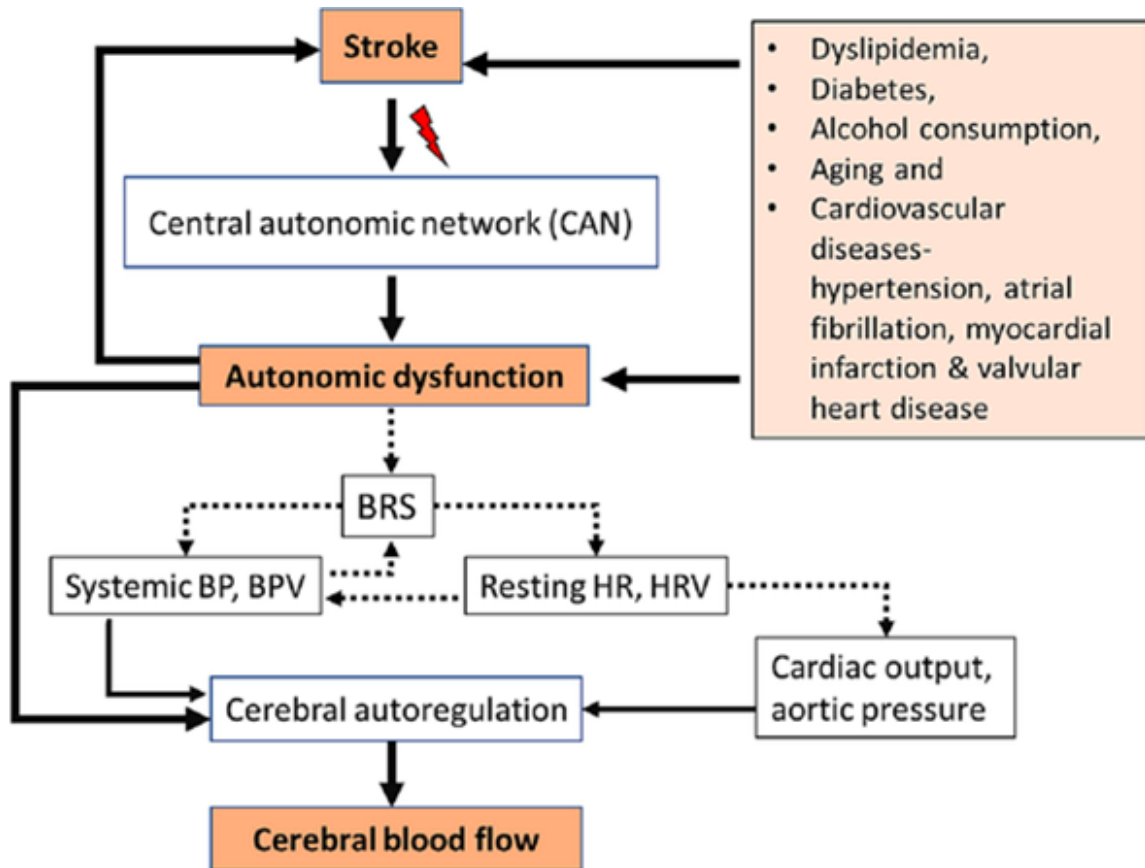 Stroke
• Dyslipidemia,
• Diabetes,
• Alcohol consumption,
• Aging and
• Cardiovascular
diseases-
hypertension, atrial
fibrillation, myocardial
infarction & valvular
heart disease
Central autonomic network (CAN)
Autonomic dysfunction
BRS
Systemic BP, BPV
Resting HR, HRV
Cardiac output,
aortic pressure
Cerebral autoregulation
Cerebral blood flow